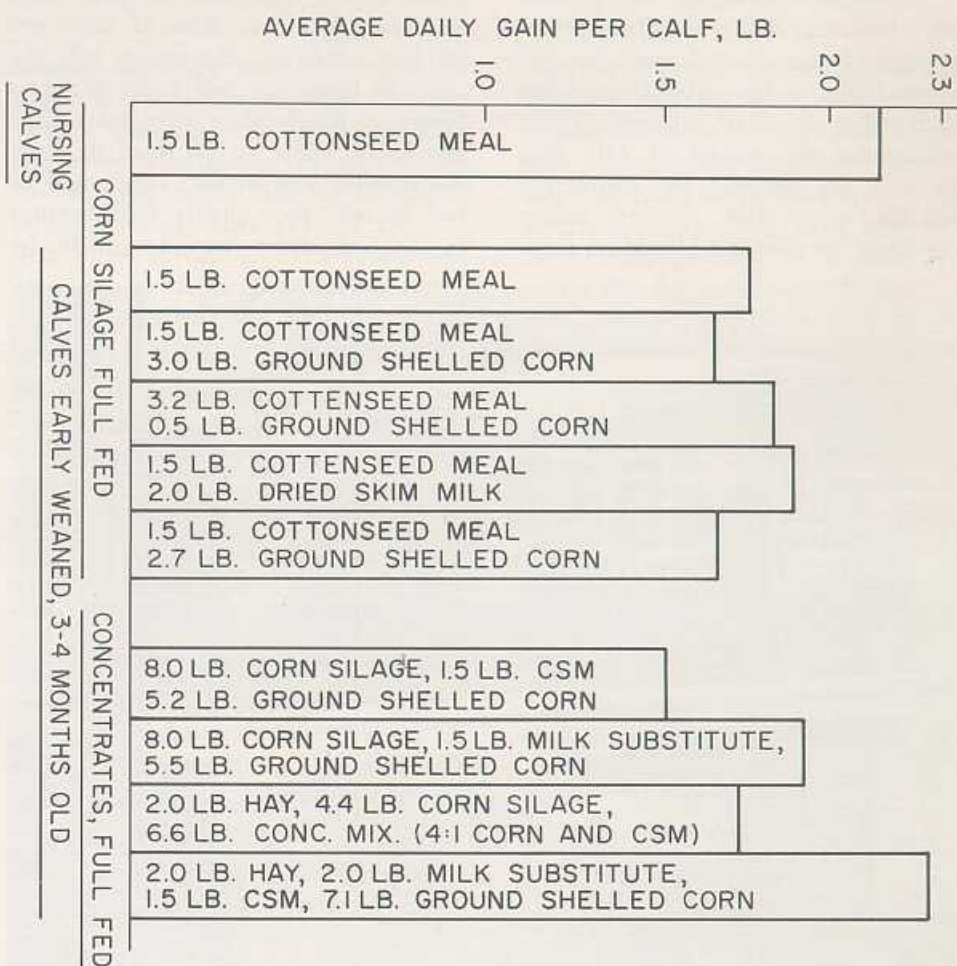 AVERAGE DAILY GAIN PER CALF, LB.
1.0
1.5
2.0
2.3
1.5 LB. COTTONSEED MEAL
1.5 LB. COTTONSEED MEAL
1.5 LB. COTTONSEED MEAL
3.0 LB. GROUND SHELLED CORN
3.2 LB. COTTENSEED MEAL
0.5 LB. GROUND SHELLED CORN
1.5 LB. COTTENSEED MEAL
2.0 LB. DRIED SKIM MILK
1.5 LB. COTTONSEED MEAL
2.7 LB. GROUND SHELLED CORN
8.0 LB. CORN SILAGE, 1.5 LB. CSM
5.2 LB. GROUND SHELLED CORN
8.0 LB. CORN SILAGE, 1.5 LB. MILK SUBSTITUTE,
5.5 LB. GROUND SHELLED CORN
2.0 LB. HAY, 4.4 LB. CORN SILAGE,
6.6 LB. CONC. MIX. (4:1 CORN AND CSM)
2.0 LB. HAY, 2.0 LB. MILK SUBSTITUTE,
1.5 LB. CSM, 7.1 LB. GROUND SHELLED CORN
CORN SILAGE FULL FED
CONCENTRATES, FULL FED
NURSING
CALVES
CALVES EARLY WEANED, 3-4 MONTHS OLD